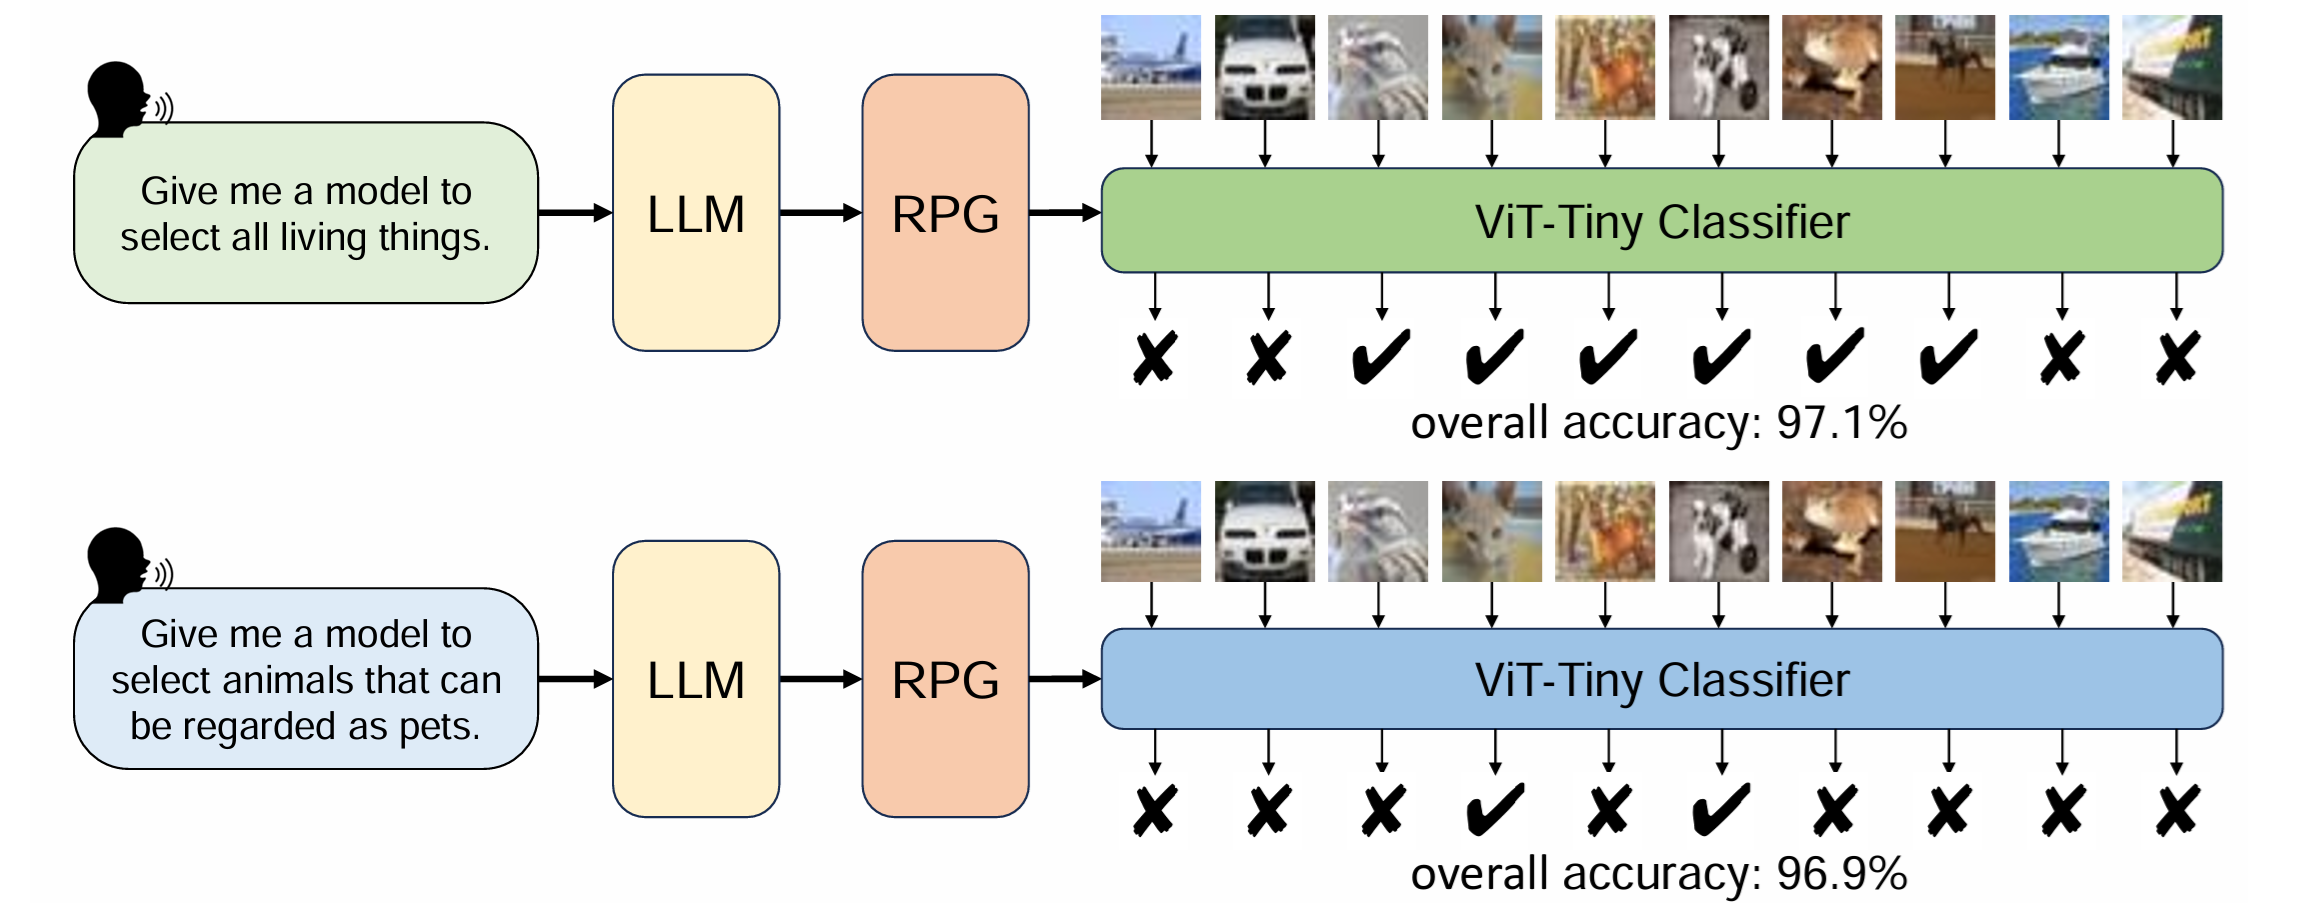 Give me a model to
select all living things.
LLM
RPG
ViT-Tiny Classifier
overall accuracy: 97.1%
Give me a model to
select animals that can
be regarded as pets.
LLM
RPG
ViT-Tiny Classifier
overall accuracy: 96.9%